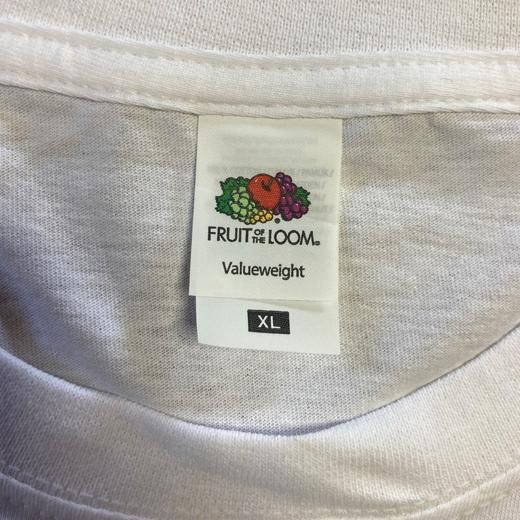 FRUIT OF THE LOOM®
Valueweight
XL